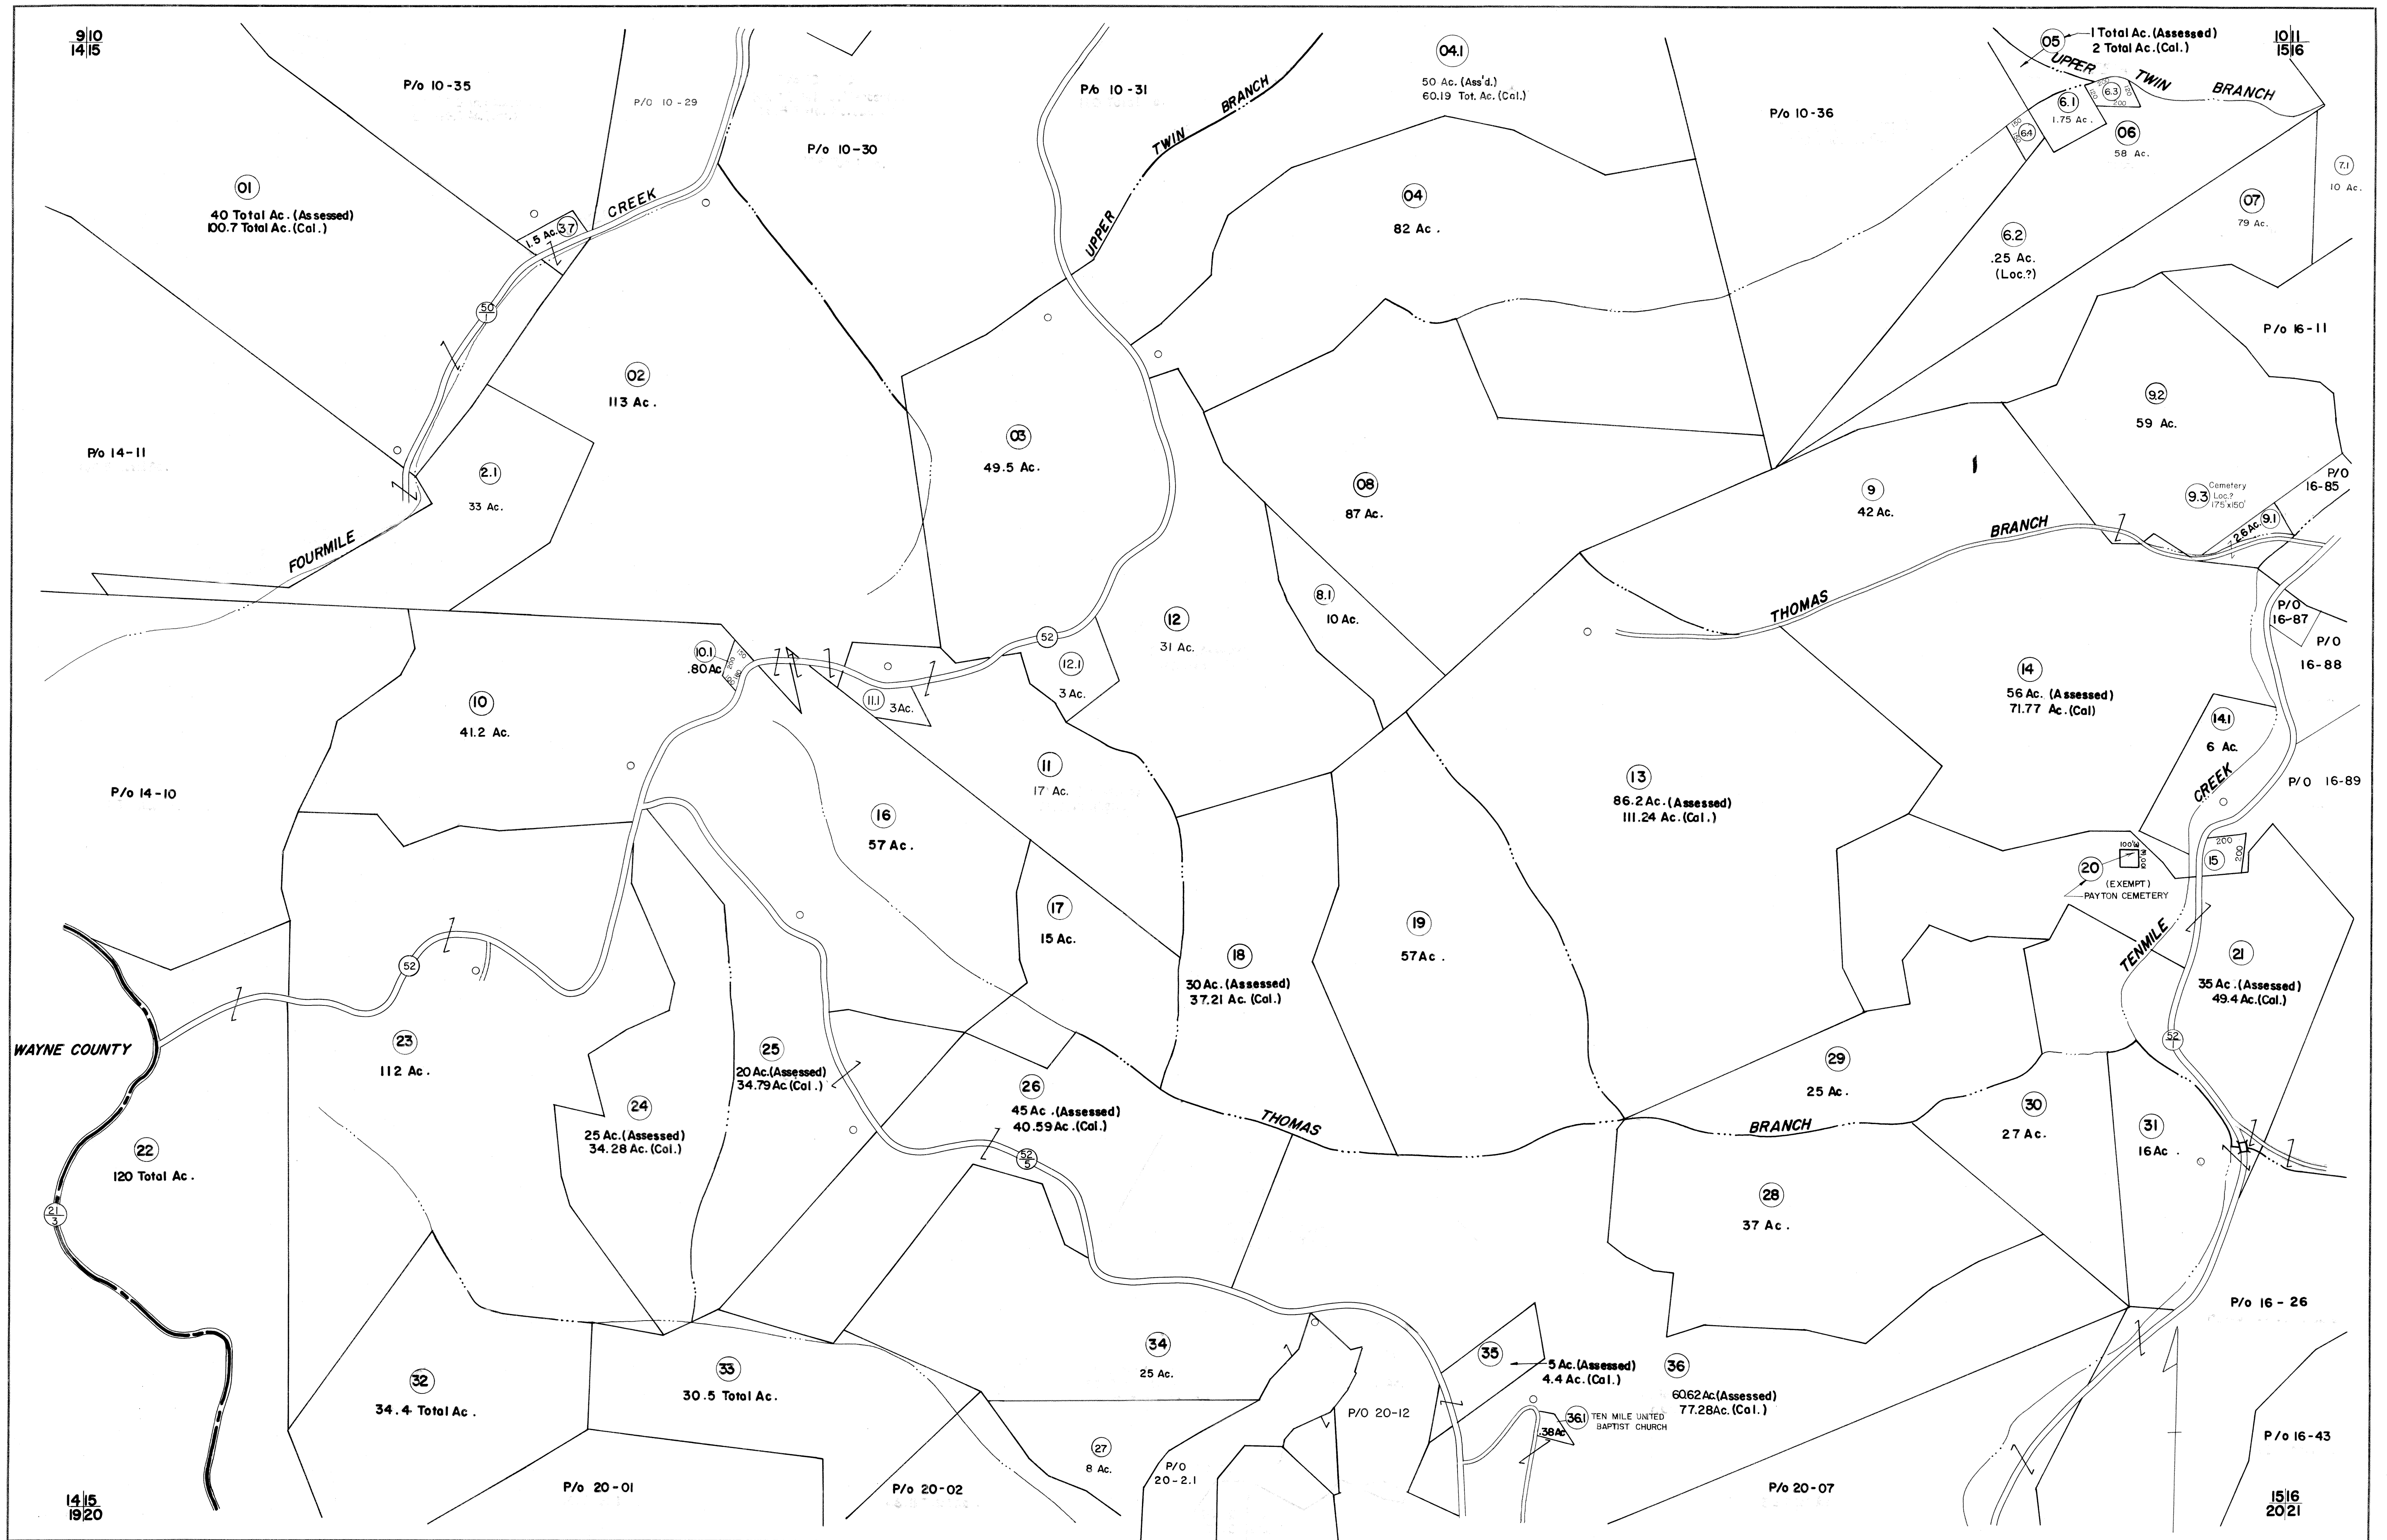 9|10
14|15
P/o 10-35
P/O 10-29
P/o 10-30
P/o 10-31
UPPER TWIN BRANCH
04.1
50 Ac. (Ass'd.)
60.19 Tot. Ac. (Cal.)
P/o 10-36
05
1 Total Ac. (Assessed)
2 Total Ac. (Cal.)
UPPER TWIN BRANCH
10|11
15|16
6.3
200
6.1
1.75 Ac.
6.4
150
06
58 Ac.
7.1
10 Ac.
01
40 Total Ac. (Assessed)
100.7 Total Ac. (Cal.)
1.5 Ac.
3.7
CREEK
04
82 Ac.
07
79 Ac.
6.2
.25 Ac.
(Loc.?)
50
1
P/o 16-11
02
113 Ac.
03
49.5 Ac.
9.2
59 Ac.
P/o 14-11
2.1
33 Ac.
08
87 Ac.
9
42 Ac.
9.3
Cemetery
Loc.?
175'x150'
P/O
16-85
2.6 Ac.
9.1
FOURMILE
THOMAS BRANCH
8.1
10 Ac.
P/O
16-87
P/O
16-88
10.1
.80 Ac
200
52
12
31 Ac.
12.1
3 Ac.
11.1
3 Ac.
14
56 Ac. (Assessed)
71.77 Ac. (Cal)
10
41.2 Ac.
14.1
6 Ac.
P/o 14-10
11
17 Ac.
13
86.2 Ac. (Assessed)
111.24 Ac. (Cal.)
CREEK
P/O 16-89
16
57 Ac.
200
200
15
20
(EXEMPT)
PAYTON CEMETERY
17
15 Ac.
19
57 Ac.
TENMILE
18
30 Ac. (Assessed)
37.21 Ac. (Cal.)
21
35 Ac. (Assessed)
49.4 Ac. (Cal.)
52
WAYNE COUNTY
23
112 Ac.
52
1
25
20 Ac. (Assessed)
34.79 Ac. (Cal.)
29
25 Ac.
26
45 Ac. (Assessed)
40.59 Ac. (Cal.)
THOMAS BRANCH
24
25 Ac. (Assessed)
34.28 Ac. (Cal.)
30
27 Ac.
31
16 Ac.
22
120 Total Ac.
52
5
28
37 Ac.
21
3
P/o 16-26
34
25 Ac.
35
5 Ac. (Assessed)
4.4 Ac. (Cal.)
36
60.62 Ac. (Assessed)
77.28 Ac. (Cal.)
32
34.4 Total Ac.
33
30.5 Total Ac.
P/O 20-12
36.1
TEN MILE UNITED
BAPTIST CHURCH
.38 Ac
P/o 16-43
27
8 Ac.
P/O
20-2.1
P/o 20-01
P/o 20-02
P/o 20-07
14|15
19|20
15|16
20|21